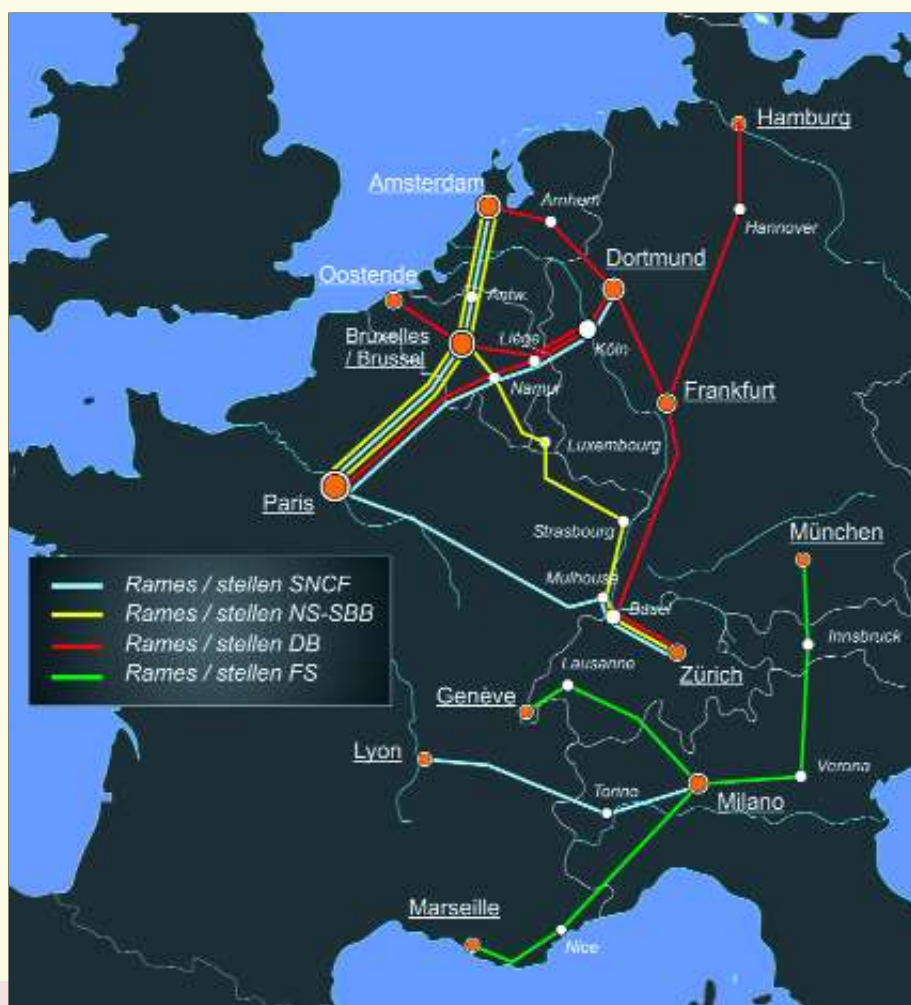 Hamburg
Amsterdam
Arnhem
Hannover
Dortmund
Oostende
Antw.
Bruxelles
/ Brussel
Liège
Köln
Namur
Frankfurt
Luxembourg
Paris
Strasbourg
München
Rames / stellen SNCF
Rames / stellen NS-SBB
Rames / stellen DB
Rames / stellen FS
Mulhouse
Basel
Innsbruck
Lausanne
Zürich
Genève
Lyon
Torino
Verona
Milano
Marseille
Nice